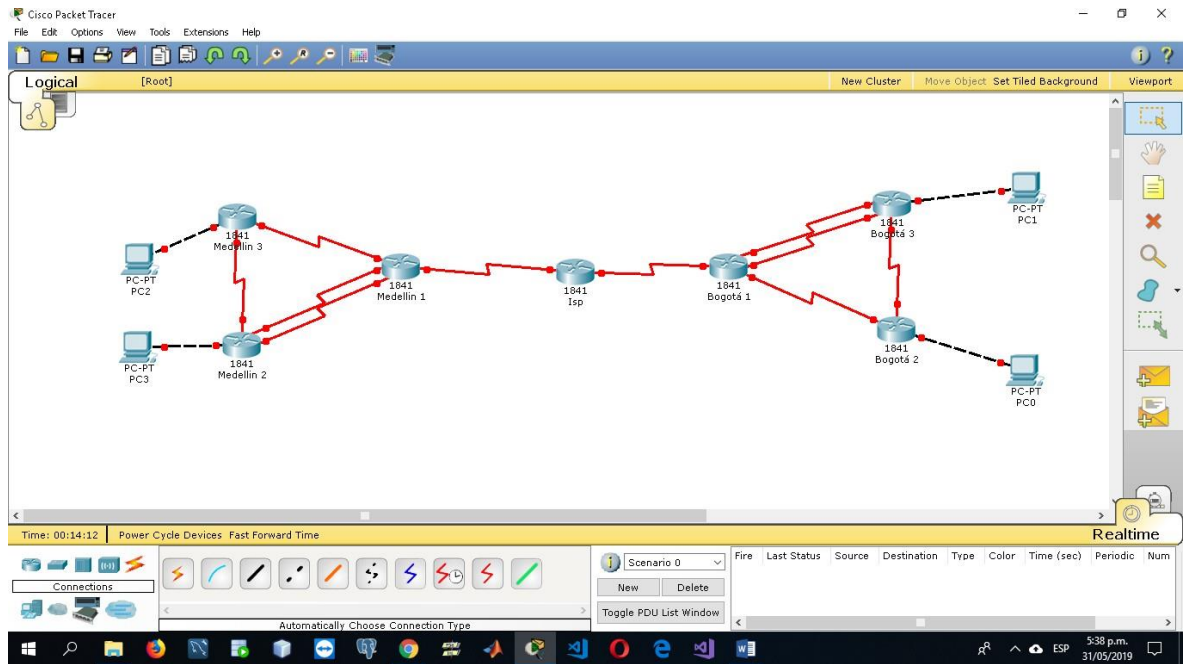 Cisco Packet Tracer
File Edit Options View Tools Extensions Help
Logical [Root] New Cluster Move Object Set Tiled Background Viewport
PC-PT
PC1
1841
Bogotá 3
1841
Medellin 3
PC-PT
PC2
1841
Medellin 1
1841
Isp
1841
Bogotá 1
1841
Bogotá 2
PC-PT
PC3
1841
Medellin 2
PC-PT
PC0
Time: 00:14:12 Power Cycle Devices Fast Forward Time Realtime
Scenario 0
Fire Last Status Source Destination Type Color Time (sec) Periodic Num
Connections
New Delete
Toggle PDU List Window
Automatically Choose Connection Type
ESP
5:38 p.m.
31/05/2019